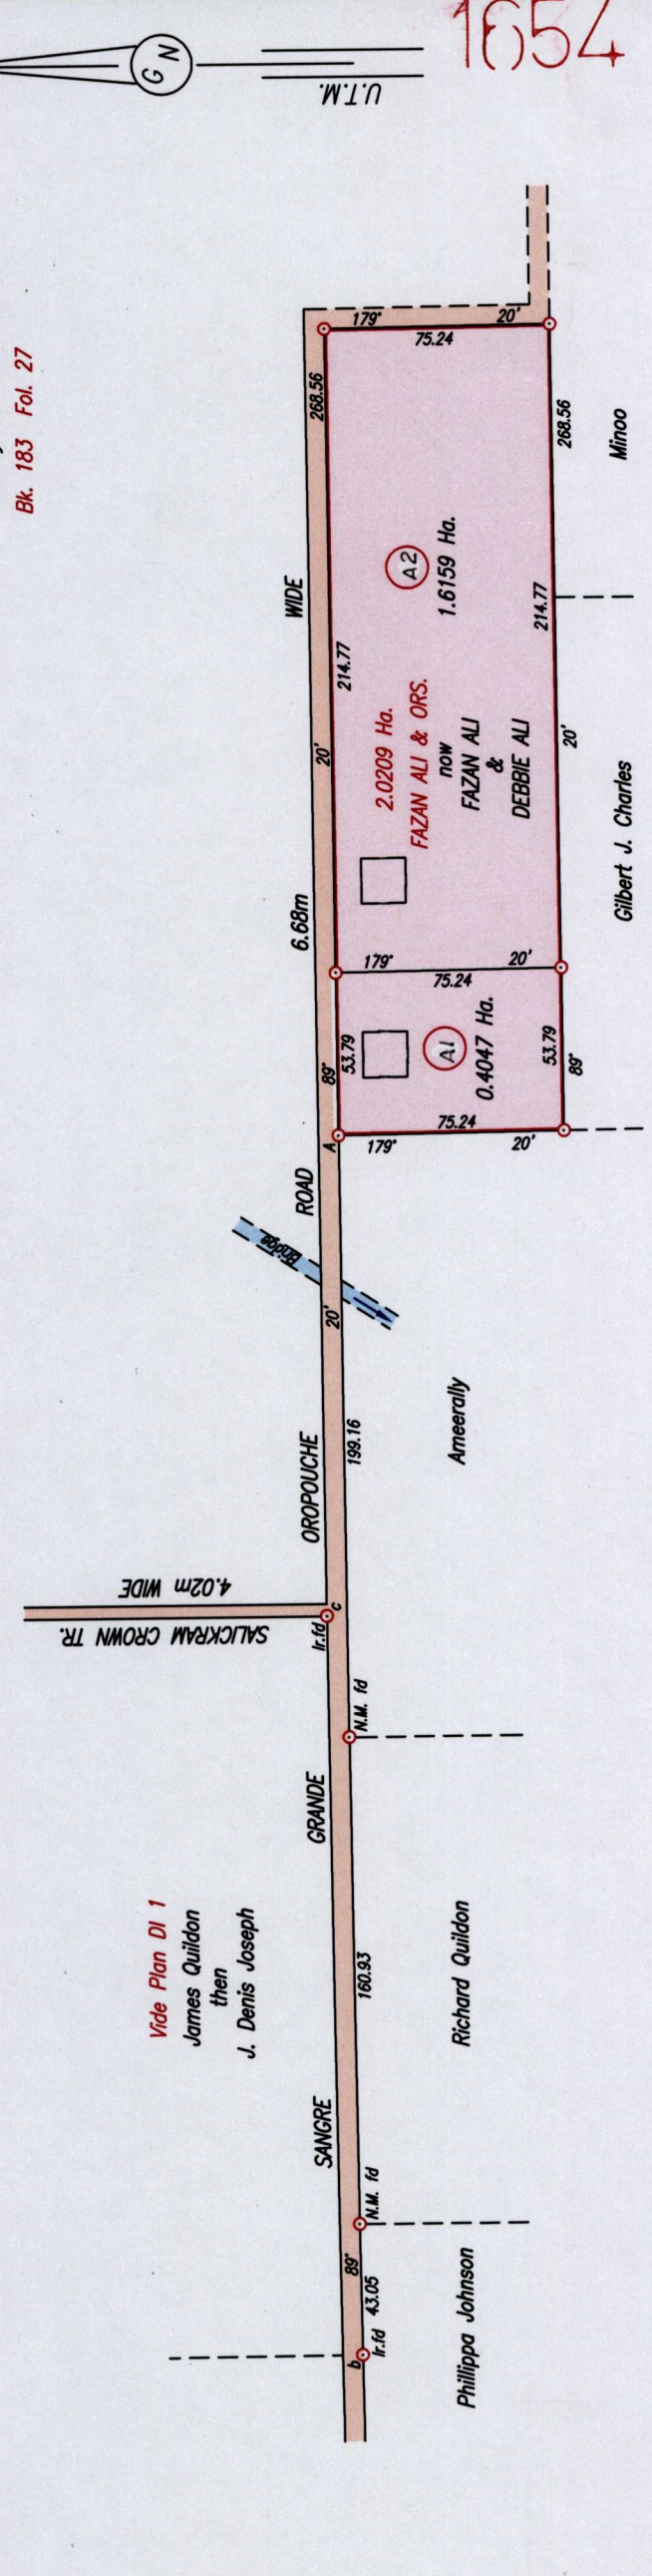 1654
G N
U.T.M.
Bk. 183 Fol. 27
179° 20'
75.24
268.56
268.56
Minoo
WIDE
A2
1.6159 Ha.
214.77
214.77
20'
2.0209 Ha.
FAZAN ALI & ORS.
now
FAZAN ALI
&
DEBBIE ALI
20'
Gilbert J. Charles
6.68m
179° 20'
75.24
89°
53.79
A1
0.4047 Ha.
53.79
89°
A
75.24
179° 20'
ROAD
Bridge
20'
199.16
Ameerally
OROPOUCHE
4.02m WIDE
SALICKRAM CROWN TR.
Ir.fd
c
N.M. fd
GRANDE
Vide Plan DI 1
James Quildon
then
J. Denis Joseph
160.93
Richard Quildon
SANGRE
N.M. fd
89°
43.05
Phillippa Johnson
b
Ir.fd